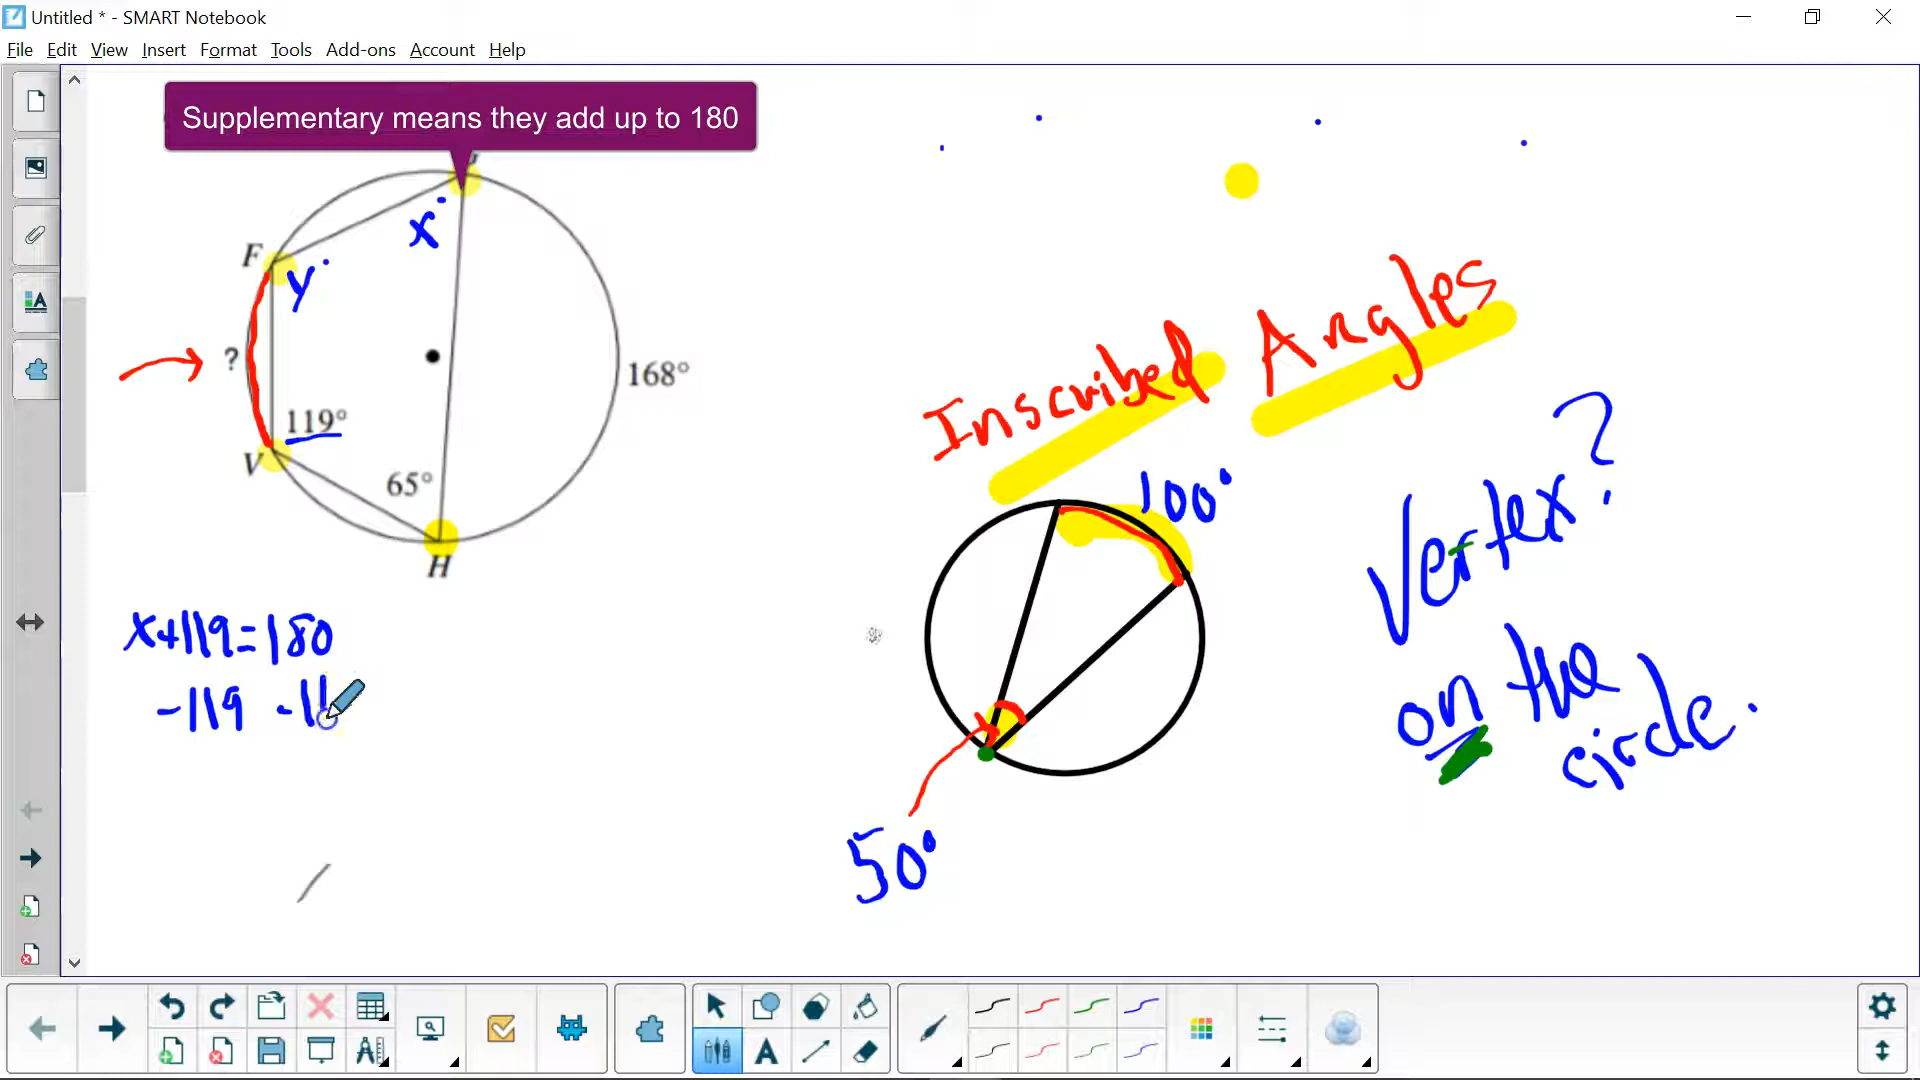 Untitled * - SMART Notebook
File Edit View Insert Format Tools Add-ons Account Help
Supplementary means they add up to 180
x°
F
y°
?
168°
119°
V
65°
H
x+119=180
-119 -11
Inscribed Angles
100°
50°
Vertex?
on the
circle.